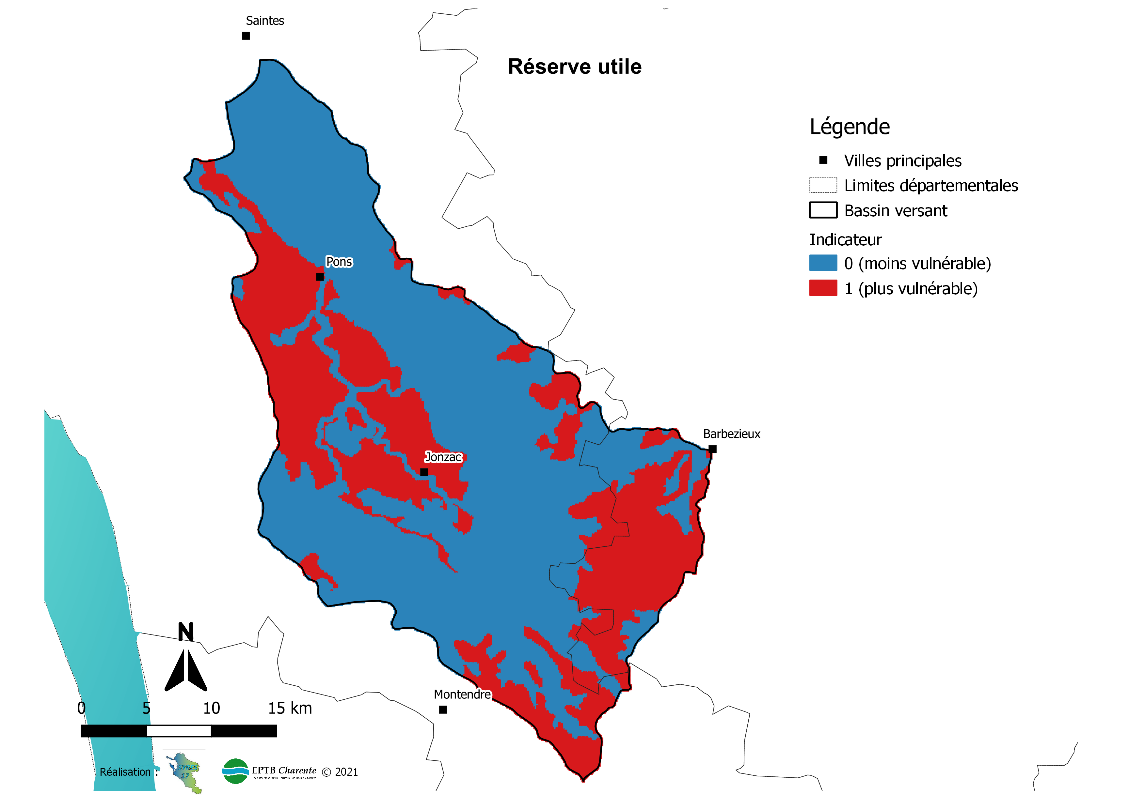 Saintes
Réserve utile
Légende
Villes principales
Limites départementales
Bassin versant
Indicateur
0 (moins vulnérable)
1 (plus vulnérable)
Pons
Barbezieux
Jonzac
N
Montendre
0 5 10 15 km
Réalisation :
EPTB Charente © 2021